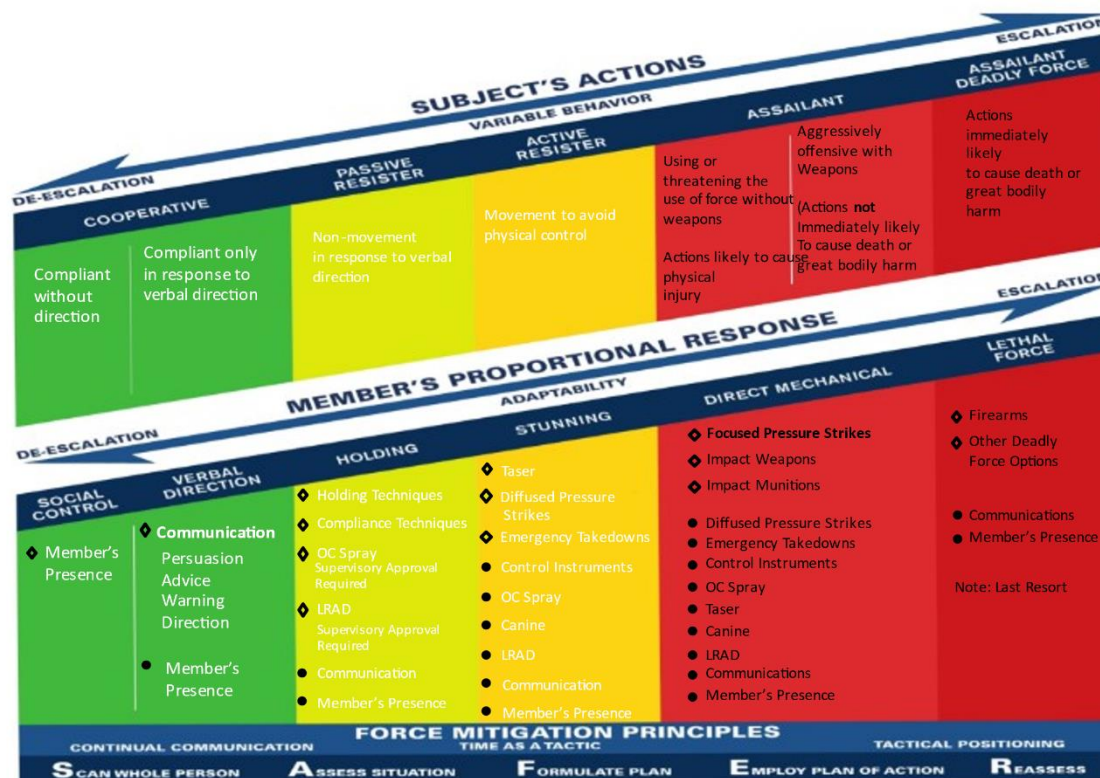 SUBJECT'S ACTIONS
VARIABLE BEHAVIOR
DE-ESCALATION
ESCALATION
COOPERATIVE
Compliant
without
direction
Compliant only
in response to
verbal direction
PASSIVE
RESISTER
Non-movement
in response to verbal
direction
ACTIVE
RESISTER
Movement to avoid
physical control
ASSAILANT
Using or
threatening the
use of force without
weapons
Actions likely to cause
physical
injury
Aggressively
offensive with
Weapons
(Actions not
Immediately likely
To cause death or
great bodily harm
ASSAILANT
DEADLY FORCE
Actions
immediately
likely
to cause death or
great bodily
harm
MEMBER'S PROPORTIONAL RESPONSE
ADAPTABILITY
DE-ESCALATION
ESCALATION
SOCIAL
CONTROL
Member's
Presence
VERBAL
DIRECTION
Communication
Persuasion
Advice
Warning
Direction
Member's
Presence
HOLDING
Holding Techniques
Compliance Techniques
OC Spray
Supervisory Approval
Required
LRAD
Supervisory Approval
Required
Communication
Member's Presence
STUNNING
Taser
Diffused Pressure
Strikes
Emergency Takedowns
Control Instruments
OC Spray
Canine
LRAD
Communication
Member's Presence
DIRECT MECHANICAL
Focused Pressure Strikes
Impact Weapons
Impact Munitions
Diffused Pressure Strikes
Emergency Takedowns
Control Instruments
OC Spray
Taser
Canine
LRAD
Communications
Member's Presence
LETHAL
FORCE
Firearms
Other Deadly
Force Options
Communications
Member's Presence
Note: Last Resort
FORCE MITIGATION PRINCIPLES
CONTINUAL COMMUNICATION
TIME AS A TACTIC
TACTICAL POSITIONING
SCAN WHOLE PERSON
ASSESS SITUATION
FORMULATE PLAN
EMPLOY PLAN OF ACTION
REASSESS